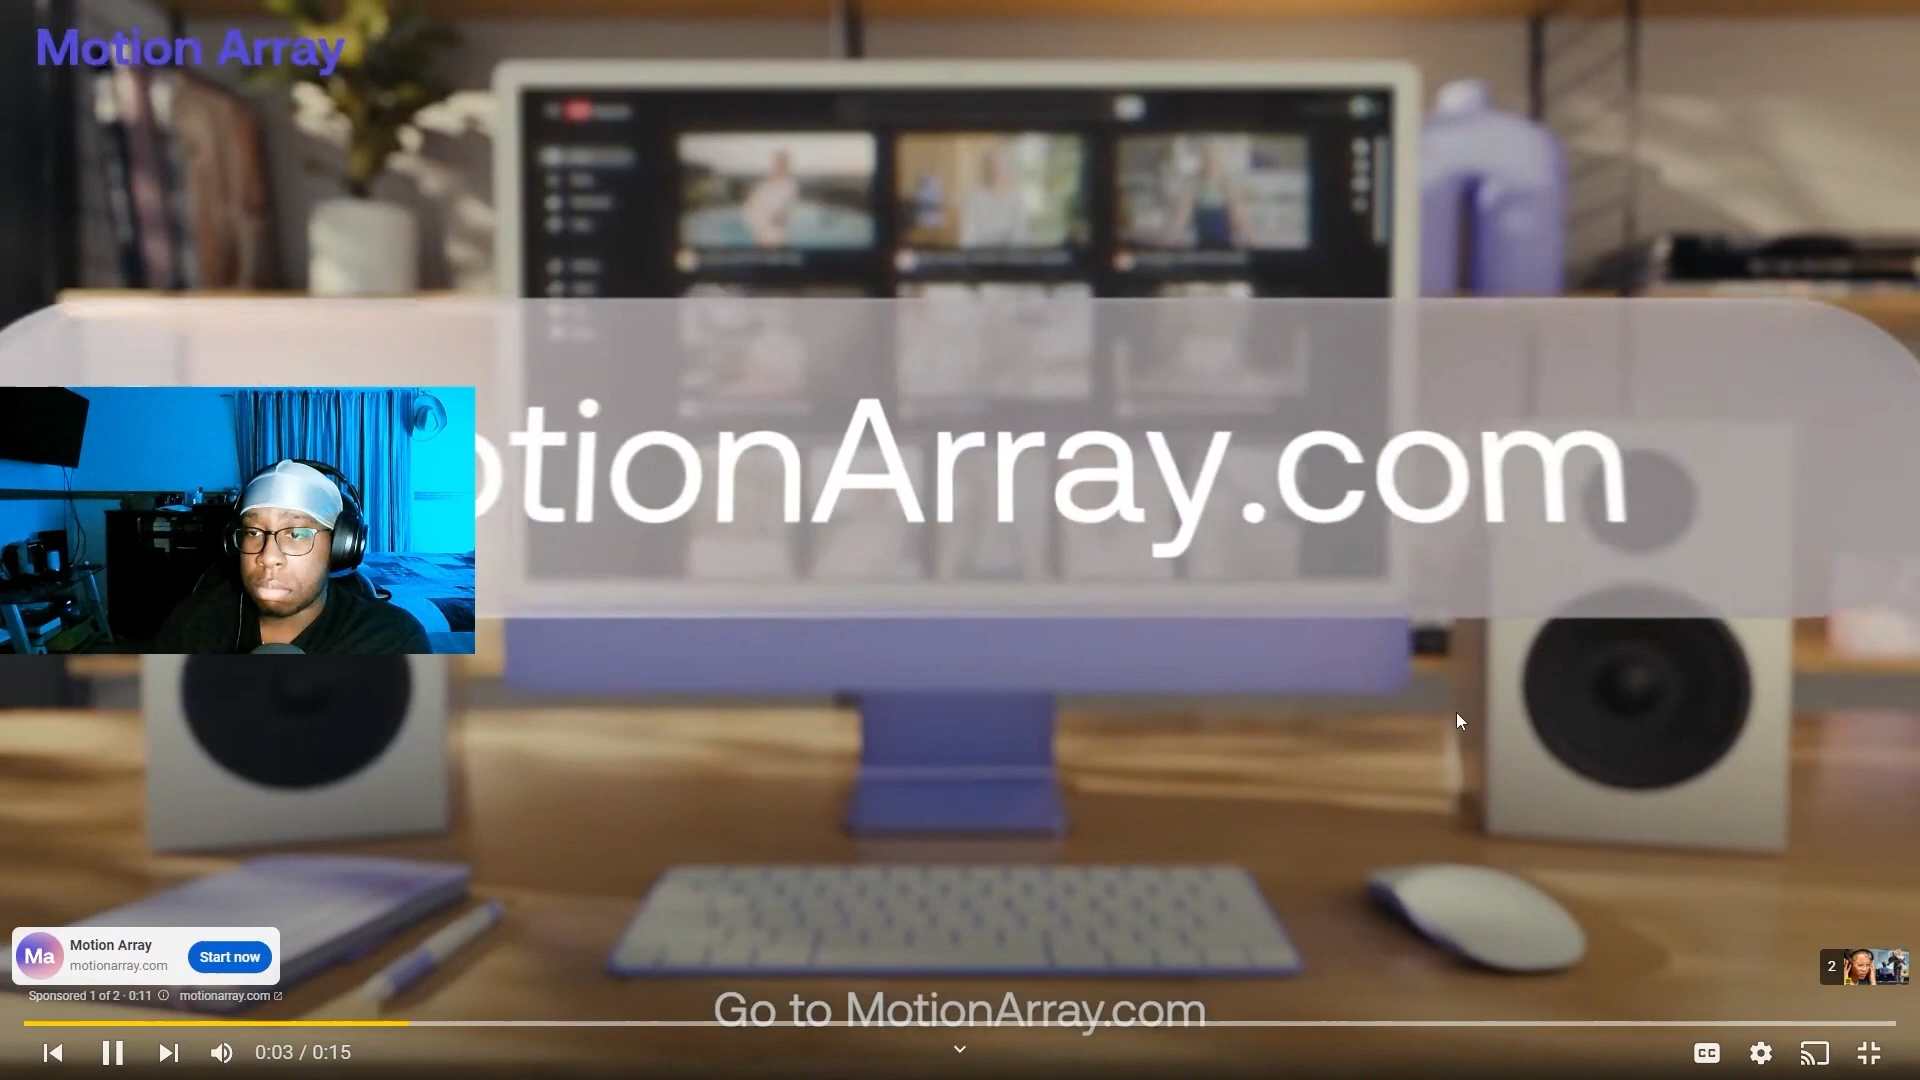 Motion Array
otionArray.com
Ma
Motion Array
motionarray.com
Start now
Sponsored 1 of 2 · 0:11
motionarray.com
2
Go to MotionArray.com
0:03 / 0:15
CC